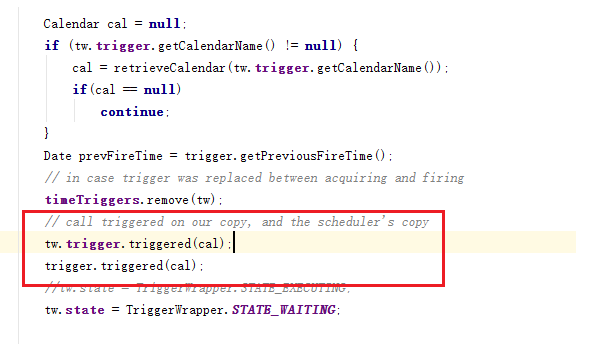 Calendar cal = null;
if (tw.trigger.getCalendarName() != null) {
cal = retrieveCalendar(tw.trigger.getCalendarName());
if(cal == null)
continue;
}
Date prevFireTime = trigger.getPreviousFireTime();
// in case trigger was replaced between acquiring and firing
timeTriggers.remove(tw);
// call triggered on our copy, and the scheduler's copy
tw.trigger.triggered(cal);
trigger.triggered(cal);
//tw.state = TriggerWrapper.STATE_EXECUTING;
tw.state = TriggerWrapper.STATE_WAITING;